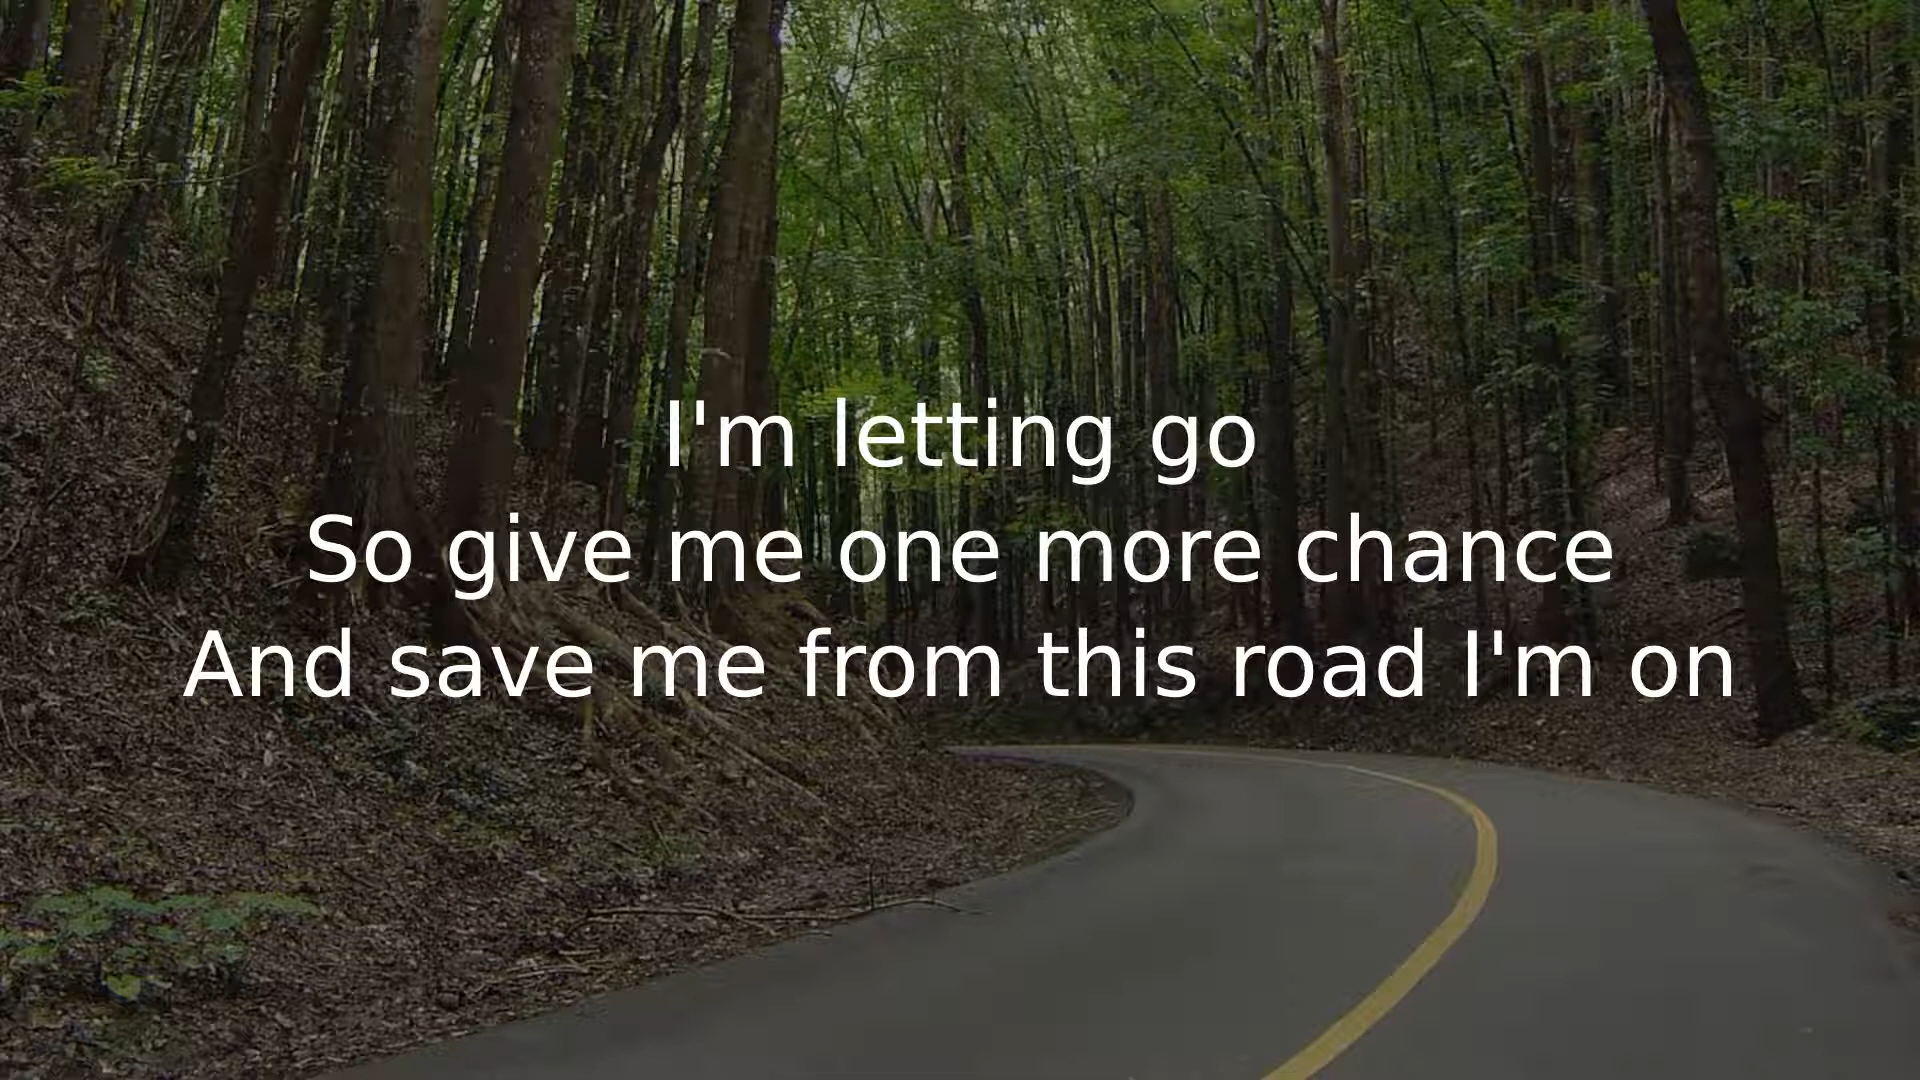 I'm letting go
So give me one more chance
And save me from this road I'm on